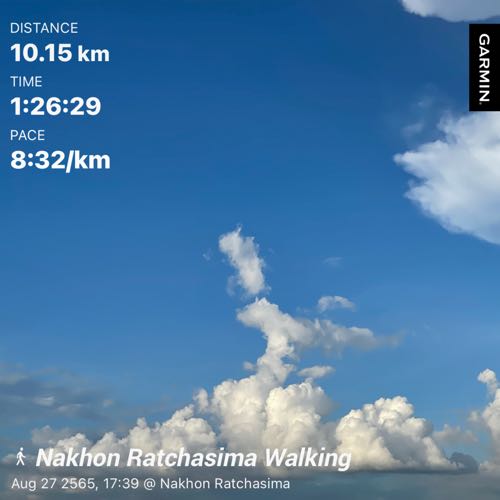 DISTANCE
10.15 km
TIME
1:26:29
PACE
8:32/km
GARMIN
Nakhon Ratchasima Walking
Aug 27 2565, 17:39 @ Nakhon Ratchasima